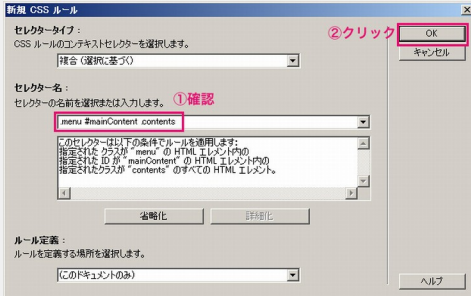 新規 CSS ルール
セレクタータイプ：
CSS ルールのコンテキストセレクターを選択します。
複合（選択に基づく）
②クリック
OK
キャンセル
セレクター名：
セレクターの名前を選択または入力します。
①確認
.menu #mainContent .contents
このセレクターは以下の条件でルールを適用します:
指定された クラスが "menu" の HTML エレメント内の
指定された ID が "mainContent" の HTML エレメント内の
指定されたクラスが "contents" のすべての HTML エレメント。
省略化
詳細化
ルール定義：
ルールを定義する場所を選択します。
(このドキュメントのみ)
ヘルプ